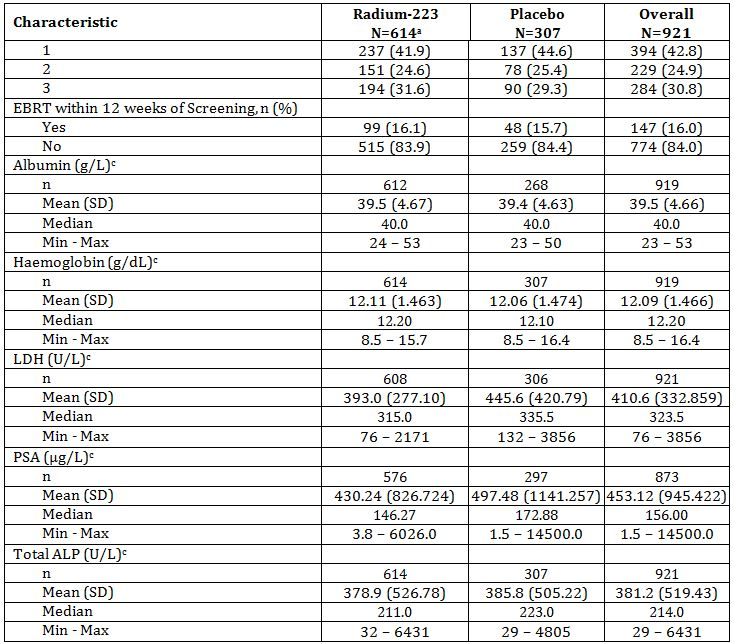 Characteristic Radium-223 N=614ᵃ Placebo N=307 Overall N=921
1 237 (41.9) 137 (44.6) 394 (42.8)
2 151 (24.6) 78 (25.4) 229 (24.9)
3 194 (31.6) 90 (29.3) 284 (30.8)
EBRT within 12 weeks of Screening, n (%)
Yes 99 (16.1) 48 (15.7) 147 (16.0)
No 515 (83.9) 259 (84.4) 774 (84.0)
Albumin (g/L)ᶜ
n 612 268 919
Mean (SD) 39.5 (4.67) 39.4 (4.63) 39.5 (4.66)
Median 40.0 40.0 40.0
Min - Max 24 – 53 23 – 50 23 – 53
Haemoglobin (g/dL)ᶜ
n 614 307 919
Mean (SD) 12.11 (1.463) 12.06 (1.474) 12.09 (1.466)
Median 12.20 12.10 12.20
Min - Max 8.5 – 15.7 8.5 – 16.4 8.5 – 16.4
LDH (U/L)ᶜ
n 608 306 921
Mean (SD) 393.0 (277.10) 445.6 (420.79) 410.6 (332.859)
Median 315.0 335.5 323.5
Min - Max 76 – 2171 132 – 3856 76 – 3856
PSA (µg/L)ᶜ
n 576 297 873
Mean (SD) 430.24 (826.724) 497.48 (1141.257) 453.12 (945.422)
Median 146.27 172.88 156.00
Min - Max 3.8 – 6026.0 1.5 – 14500.0 1.5 – 14500.0
Total ALP (U/L)ᶜ
n 614 307 921
Mean (SD) 378.9 (526.78) 385.8 (505.22) 381.2 (519.43)
Median 211.0 223.0 214.0
Min - Max 32 – 6431 29 – 4805 29 – 6431